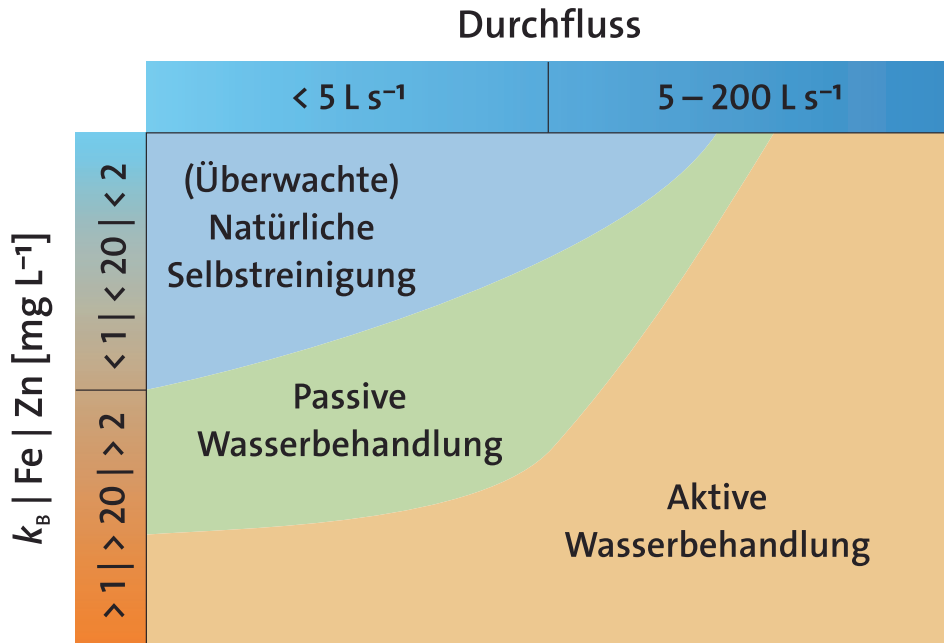 Durchfluss
< 5 L s⁻¹
5 – 200 L s⁻¹
k_B | Fe | Zn [mg L⁻¹]
< 1 | < 20 | < 2
> 1 | > 20 | > 2
(Überwachte)
Natürliche
Selbstreinigung
Passive
Wasserbehandlung
Aktive
Wasserbehandlung